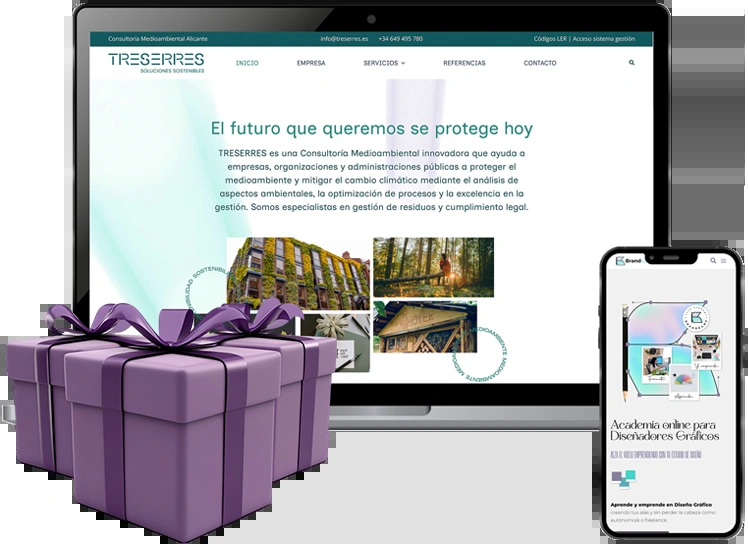 Consultoría Medioambiental Alicante
info@treserres.es +34 649 495 780
Códigos LER | Acceso sistema gestión
TRESERRES
SOLUCIONES SOSTENIBLES
INICIO EMPRESA SERVICIOS REFERENCIAS CONTACTO
El futuro que queremos se protege hoy
TRESERRES es una Consultoría Medioambiental innovadora que ayuda a
empresas, organizaciones y administraciones públicas a proteger el
medioambiente y mitigar el cambio climático mediante el análisis de
aspectos ambientales, la optimización de procesos y la excelencia en la
gestión. Somos especialistas en gestión de residuos y cumplimiento legal.
MEDIOAMBIENTE MEDIOAMBIENTE
Brand
Academia online para
Diseñadores Gráficos
ALZA EL VUELO EMPRENDIENDO CON TU ESTUDIO DE DISEÑO
Aprende y emprende en Diseño Gráfico
creando tus alas y sin perder la cabeza como
autónomo/a o freelance.